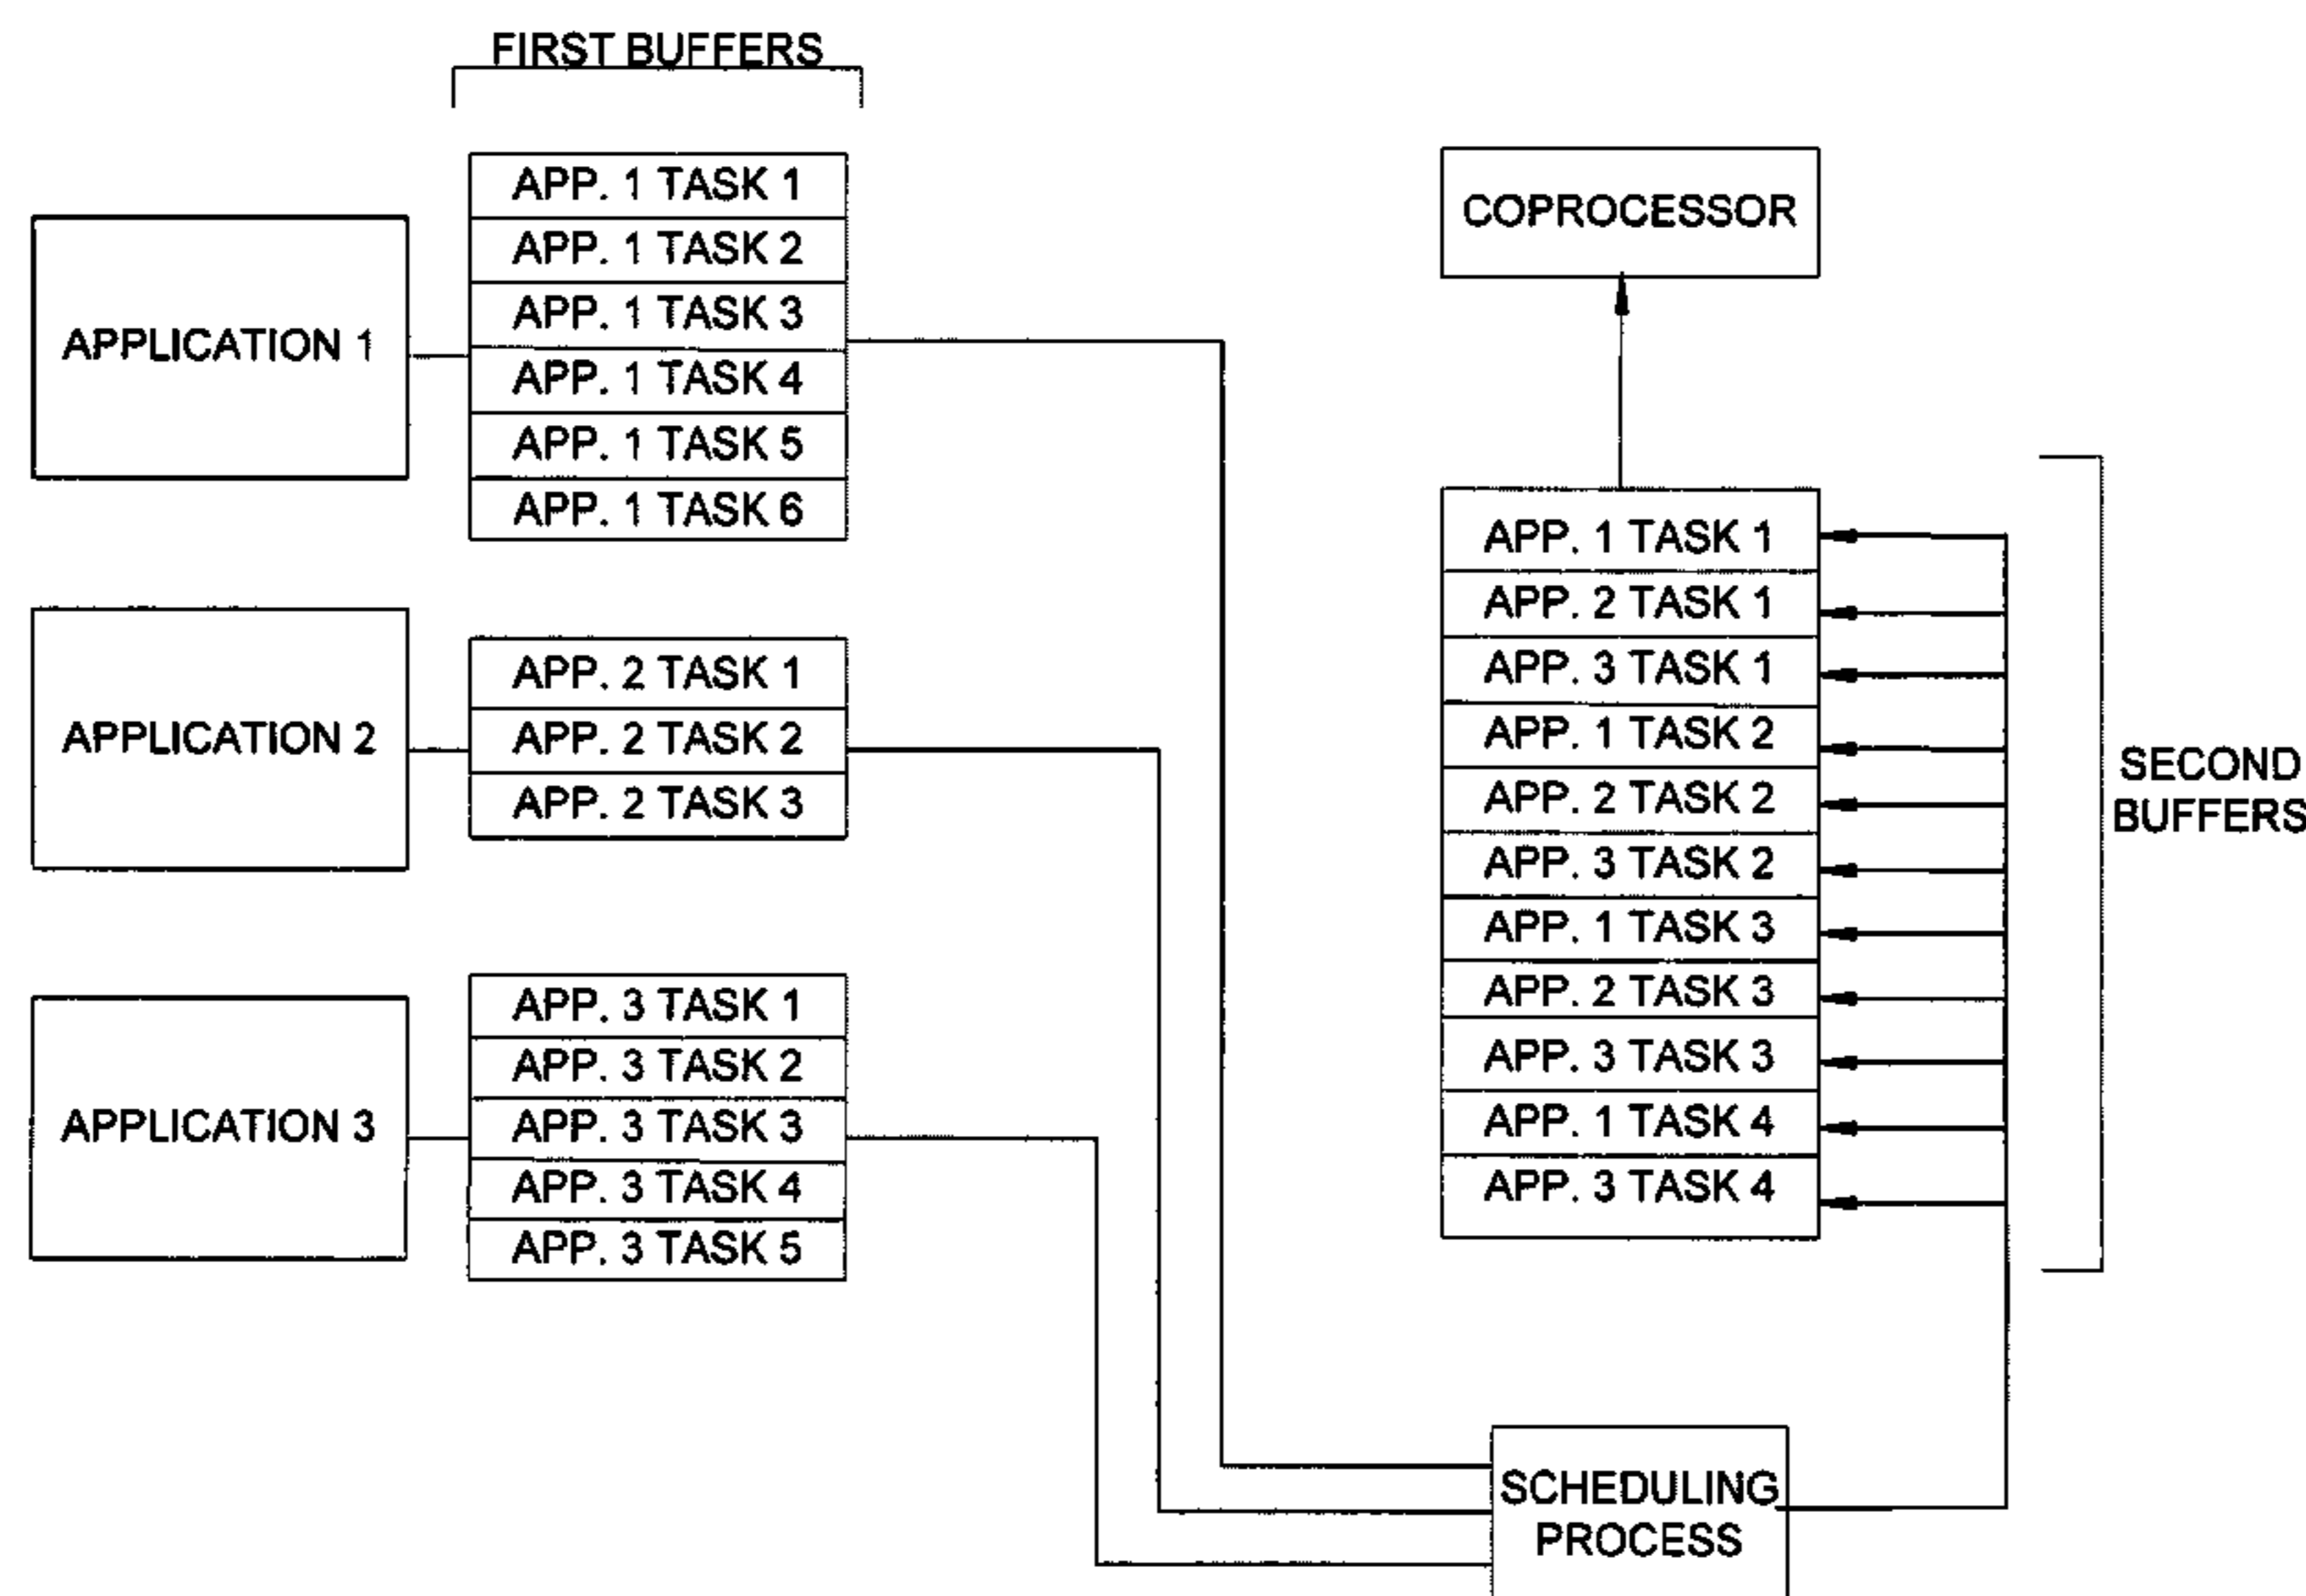 FIRST BUFFERS
APPLICATION 1
APP. 1 TASK 1
APP. 1 TASK 2
APP. 1 TASK 3
APP. 1 TASK 4
APP. 1 TASK 5
APP. 1 TASK 6
APPLICATION 2
APP. 2 TASK 1
APP. 2 TASK 2
APP. 2 TASK 3
APPLICATION 3
APP. 3 TASK 1
APP. 3 TASK 2
APP. 3 TASK 3
APP. 3 TASK 4
APP. 3 TASK 5
COPROCESSOR
APP. 1 TASK 1
APP. 2 TASK 1
APP. 3 TASK 1
APP. 1 TASK 2
APP. 2 TASK 2
APP. 3 TASK 2
APP. 1 TASK 3
APP. 2 TASK 3
APP. 3 TASK 3
APP. 1 TASK 4
APP. 3 TASK 4
SECOND
BUFFERS
SCHEDULING
PROCESS